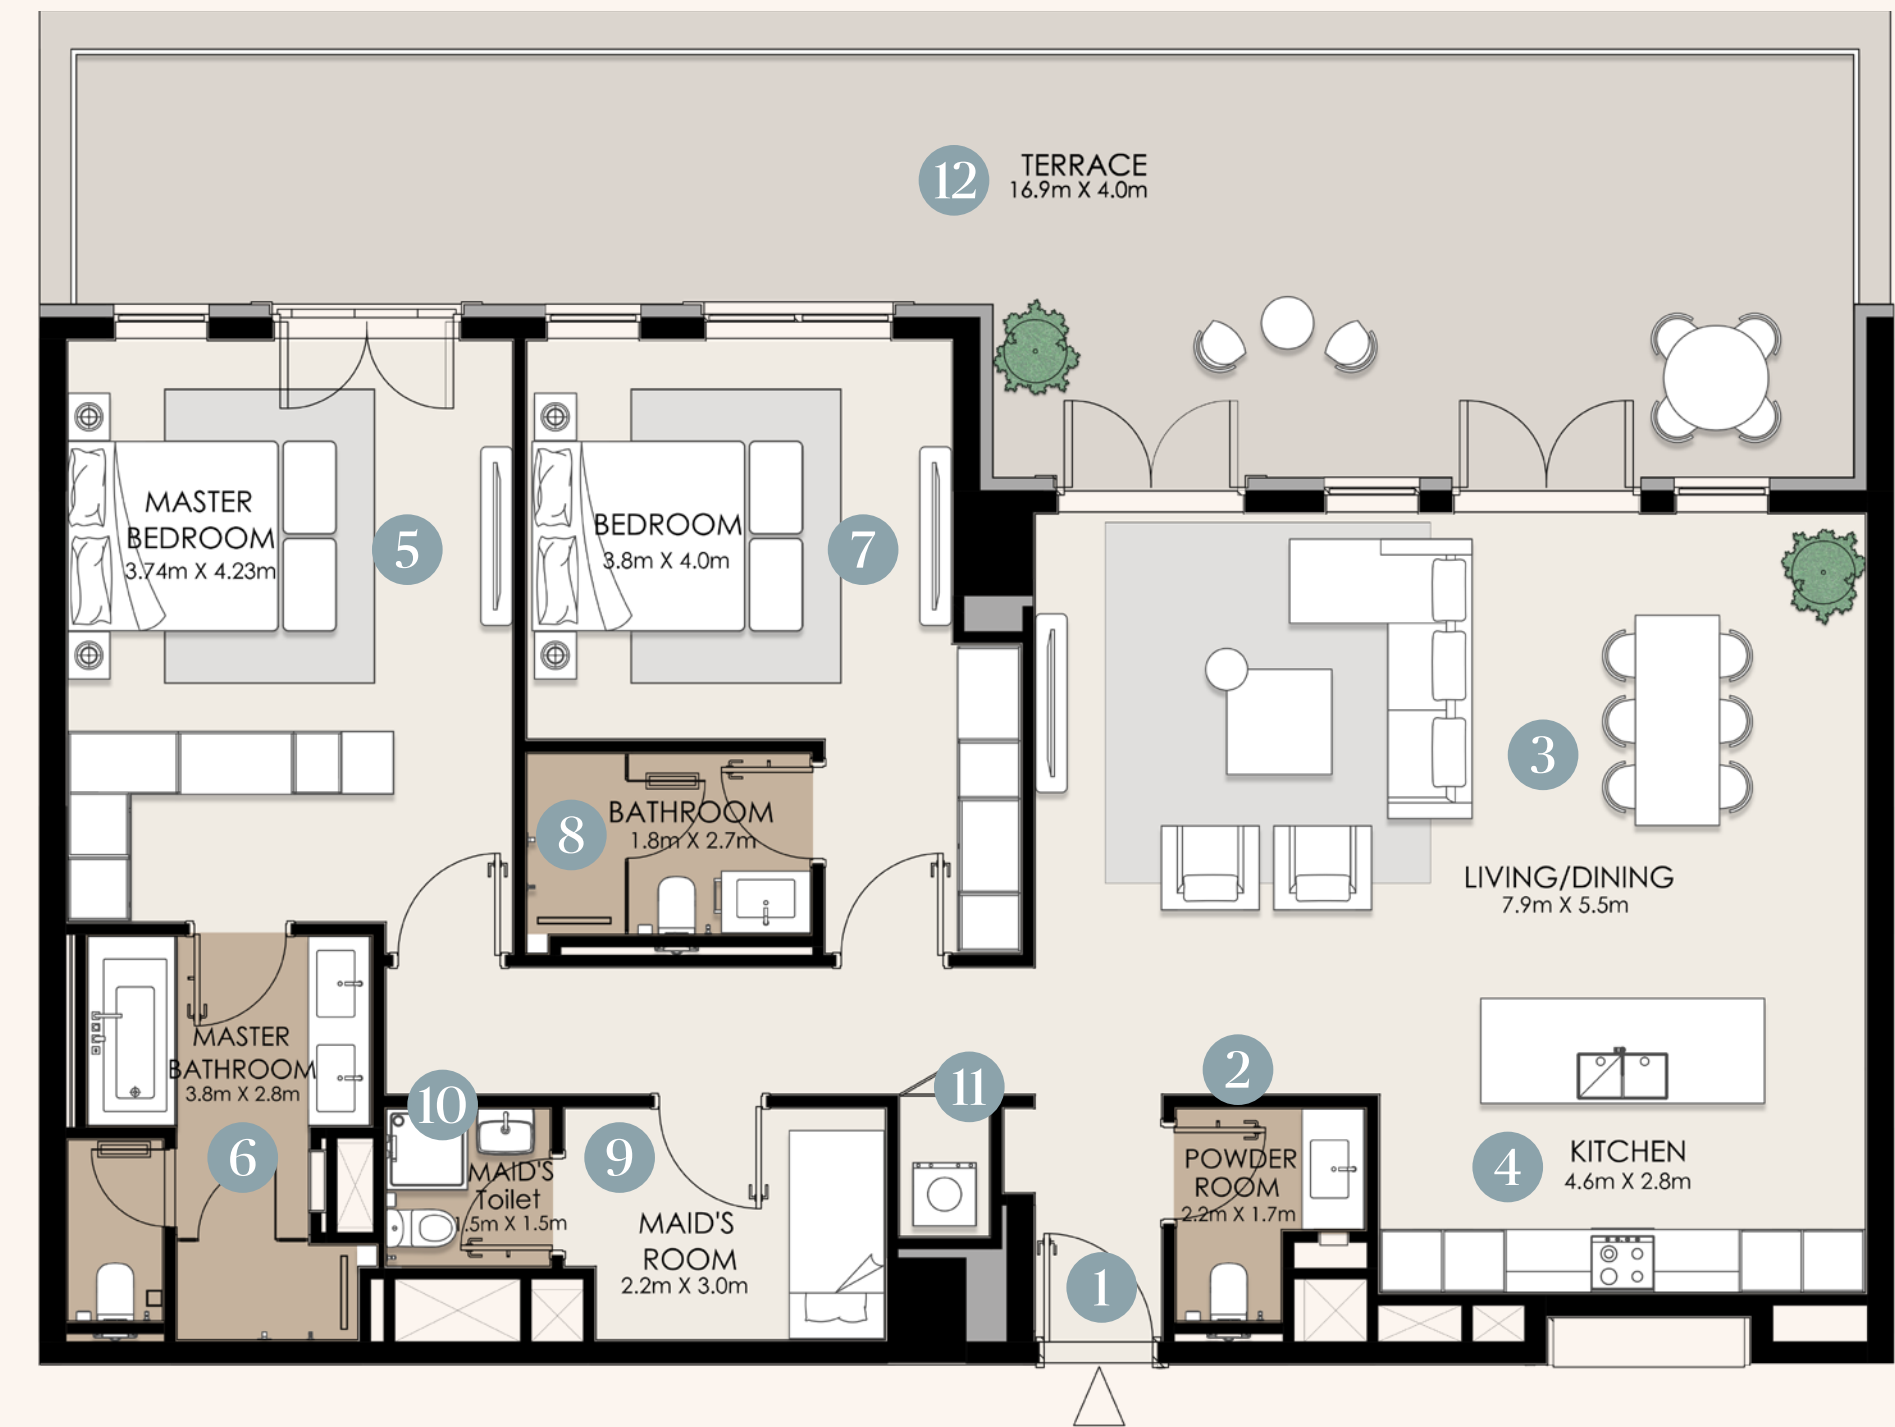 12
TERRACE
16.9m X 4.0m
MASTER
BEDROOM
3.74m X 4.23m
5
BEDROOM
3.8m X 4.0m
7
3
LIVING/DINING
7.9m X 5.5m
8
BATHROOM
1.8m X 2.7m
MASTER
BATHROOM
3.8m X 2.8m
6
10
MAID'S
Toilet
1.5m X 1.5m
9
MAID'S
ROOM
2.2m X 3.0m
11
2
POWDER
ROOM
2.2m X 1.7m
1
4
KITCHEN
4.6m X 2.8m